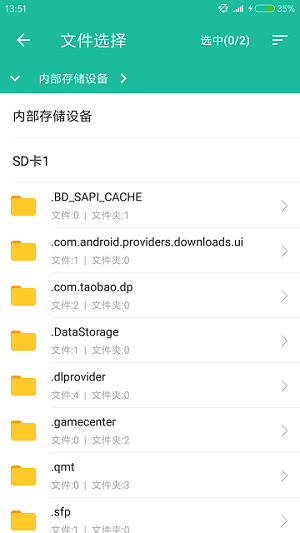 13:51
35%
文件选择
选中(0/2)
内部存储设备
内部存储设备
SD卡1
.BD_SAPI_CACHE
文件:0 | 文件夹:1
.com.android.providers.downloads.ui
文件:1 | 文件夹:0
.com.taobao.dp
文件:2 | 文件夹:0
.DataStorage
文件:1 | 文件夹:0
.dlprovider
文件:4 | 文件夹:0
.gamecenter
文件:0 | 文件夹:2
.qmt
文件:0 | 文件夹:3
.sfp
文件:1 | 文件夹:0